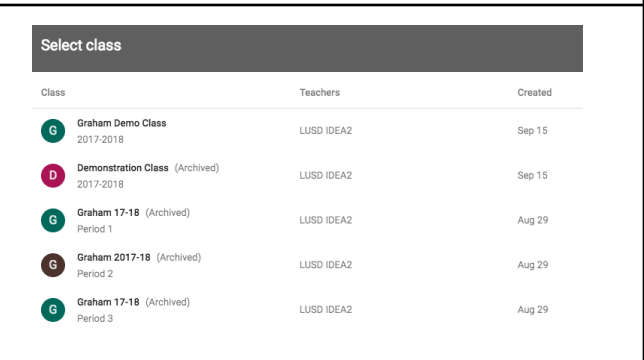 Select class
Class Teachers Created
G Graham Demo Class LUSD IDEA2 Sep 15
2017-2018
D Demonstration Class (Archived) LUSD IDEA2 Sep 15
2017-2018
G Graham 17-18 (Archived) LUSD IDEA2 Aug 29
Period 1
G Graham 2017-18 (Archived) LUSD IDEA2 Aug 29
Period 2
G Graham 17-18 (Archived) LUSD IDEA2 Aug 29
Period 3